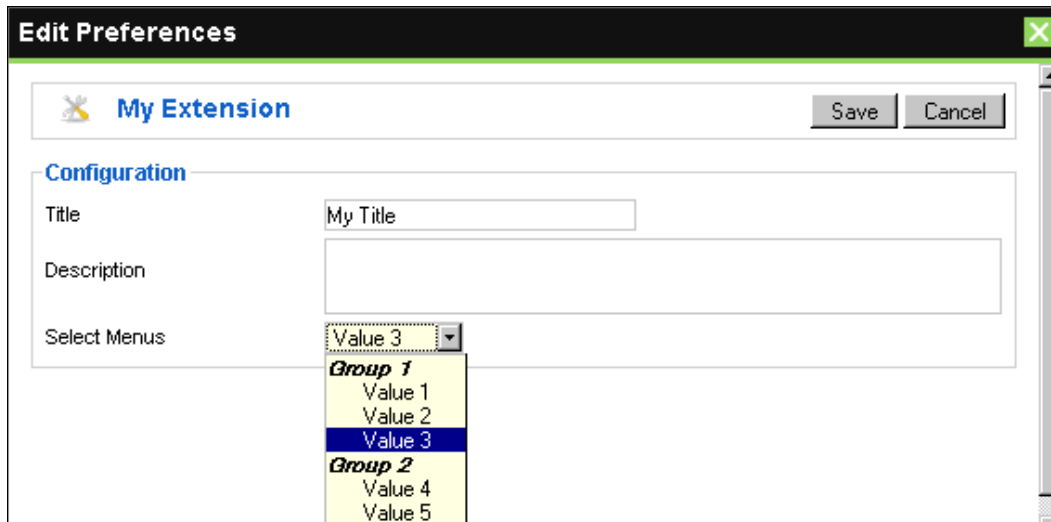 Edit Preferences
My Extension
Save Cancel
Configuration
Title My Title
Description
Select Menus Value 3
Group 1
Value 1
Value 2
Value 3
Group 2
Value 4
Value 5